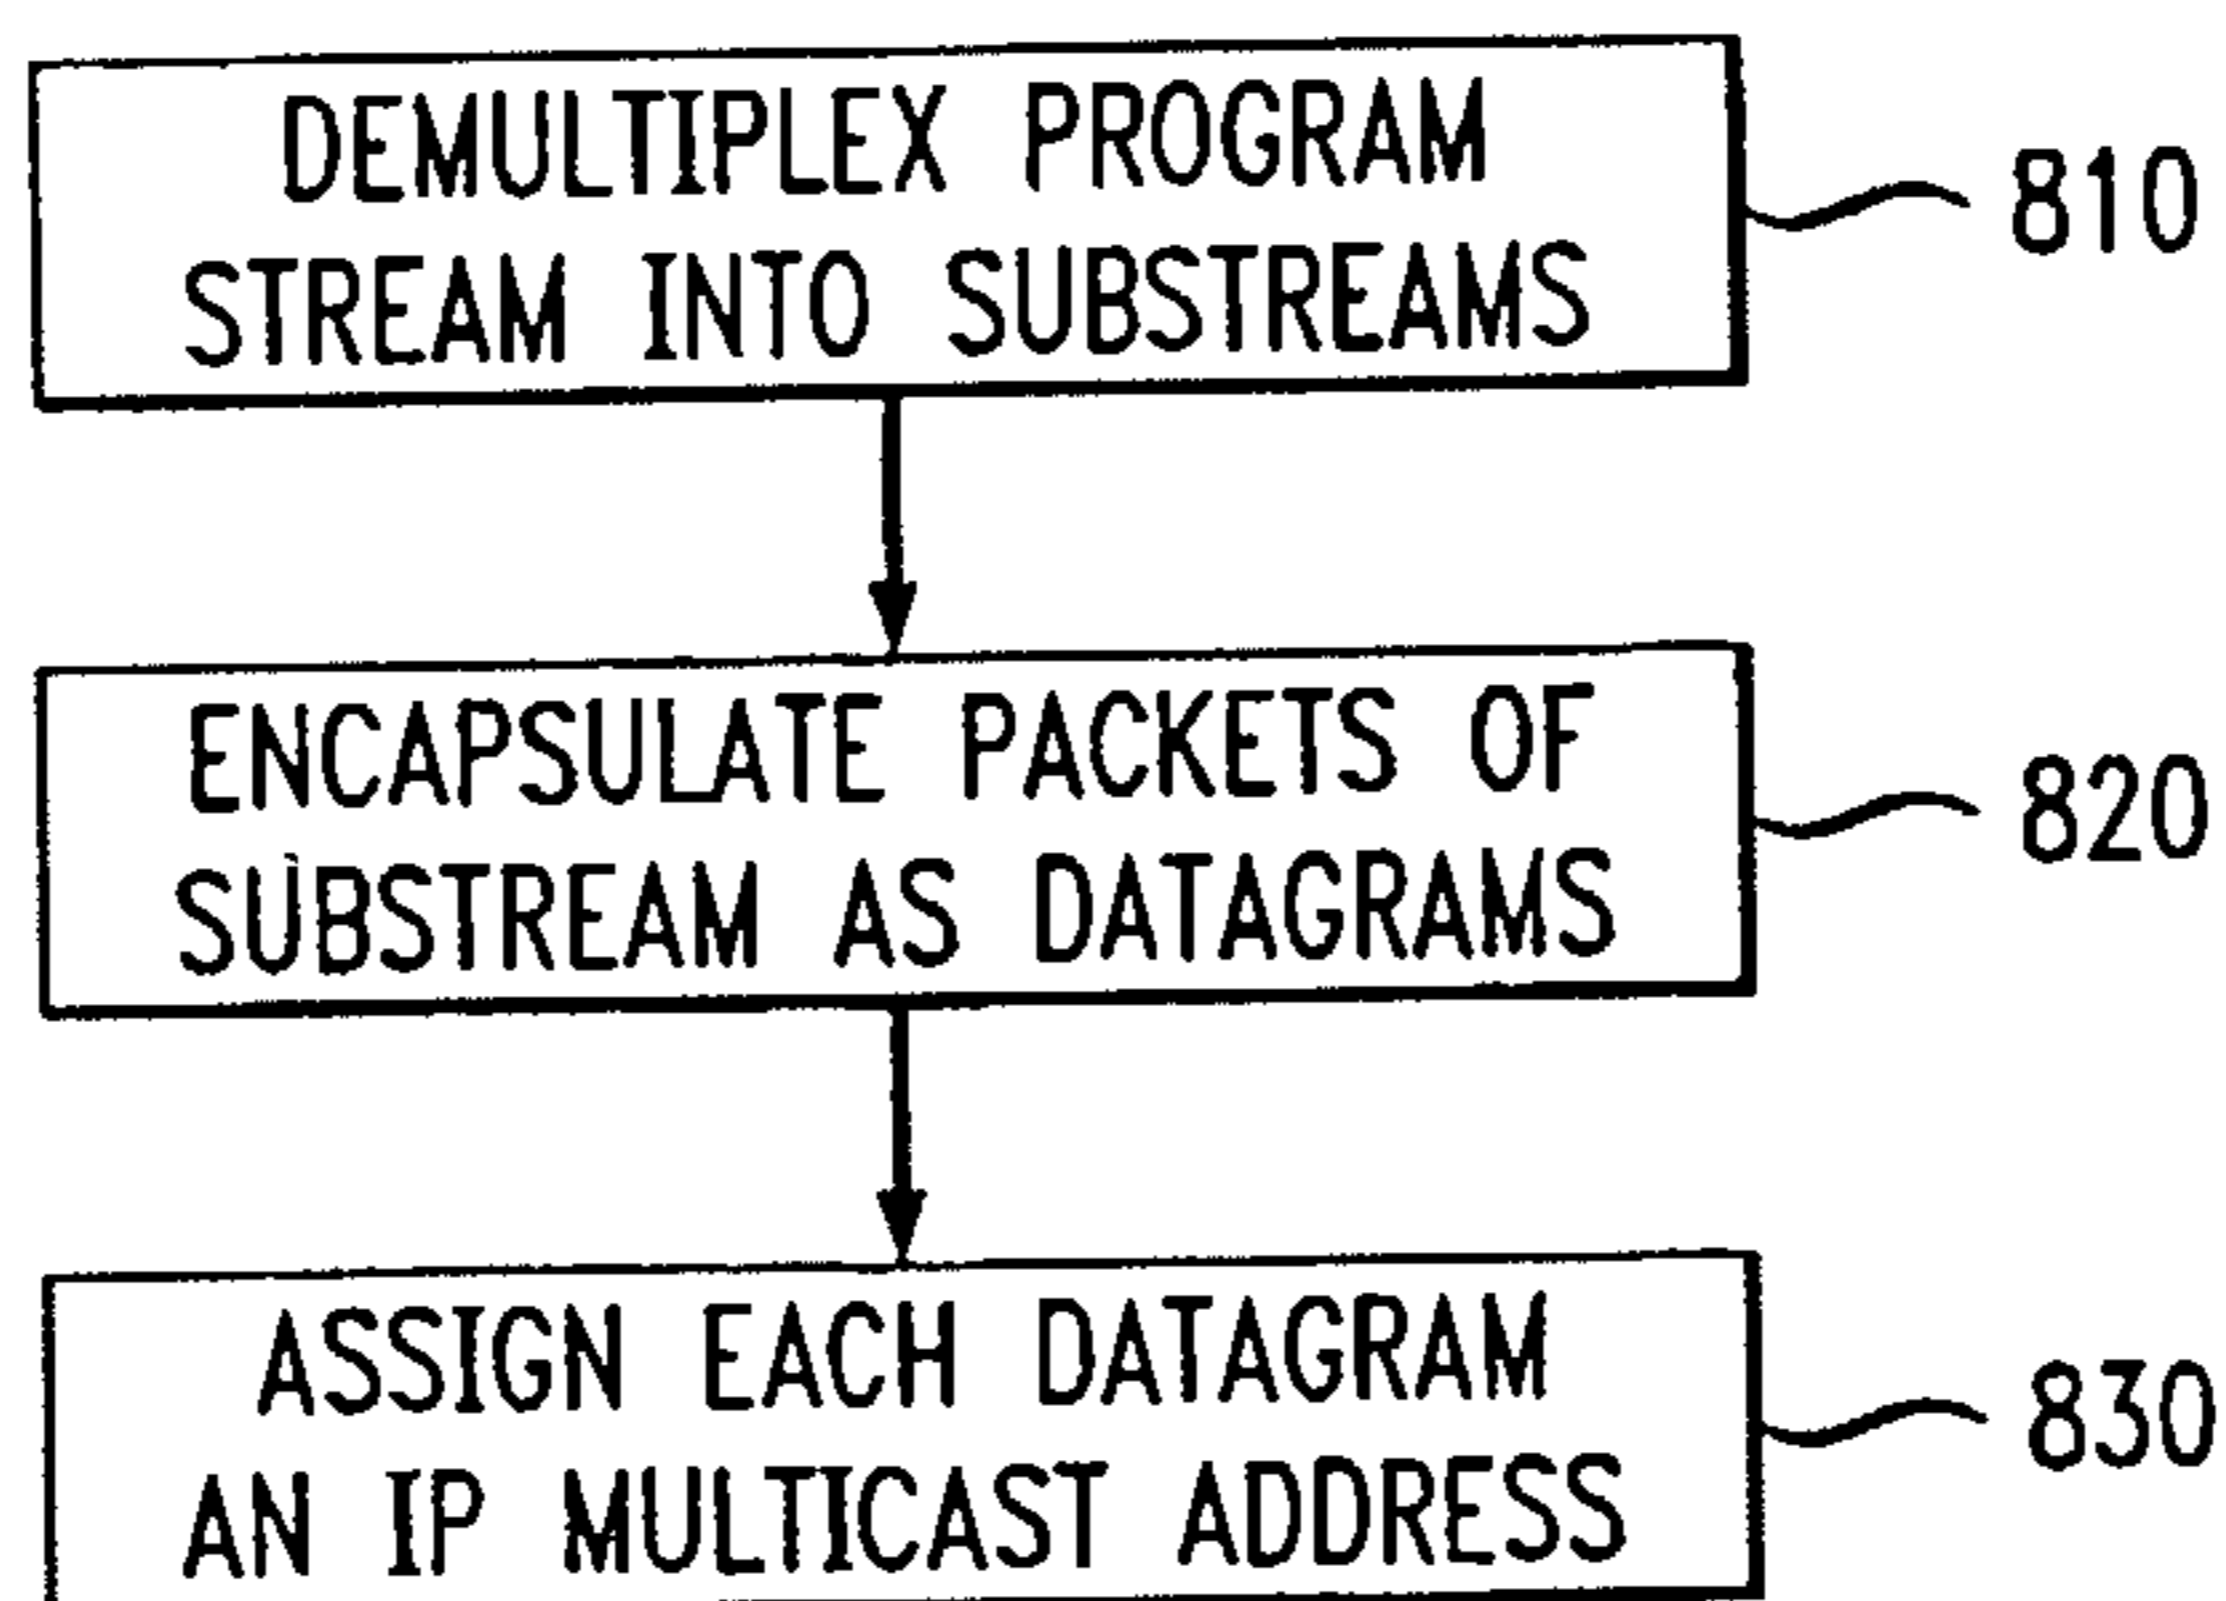 DEMULTIPLEX PROGRAM
STREAM INTO SUBSTREAMS
810
ENCAPSULATE PACKETS OF
SUBSTREAM AS DATAGRAMS
820
ASSIGN EACH DATAGRAM
AN IP MULTICAST ADDRESS
830